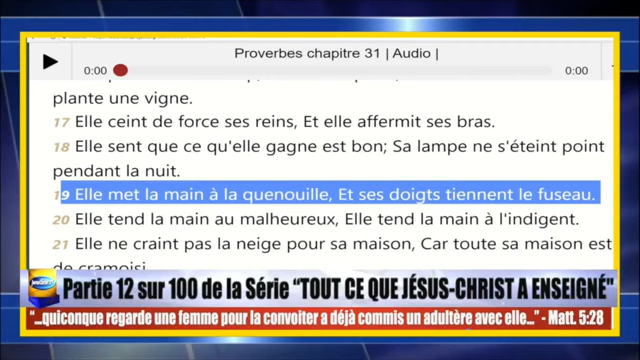 Proverbes chapitre 31 | Audio |
0:00
0:00
plante une vigne.
17 Elle ceint de force ses reins, Et elle affermit ses bras.
18 Elle sent que ce qu'elle gagne est bon; Sa lampe ne s'éteint point
pendant la nuit.
19 Elle met la main à la quenouille, Et ses doigts tiennent le fuseau.
20 Elle tend la main au malheureux, Elle tend la main à l'indigent.
21 Elle ne craint pas la neige pour sa maison, Car toute sa maison est
de cramoisi.
Partie 12 sur 100 de la Série “TOUT CE QUE JÉSUS-CHRIST A ENSEIGNÉ"
“...quiconque regarde une femme pour la convoiter a déjà commis un adultère avec elle...” - Matt. 5:28